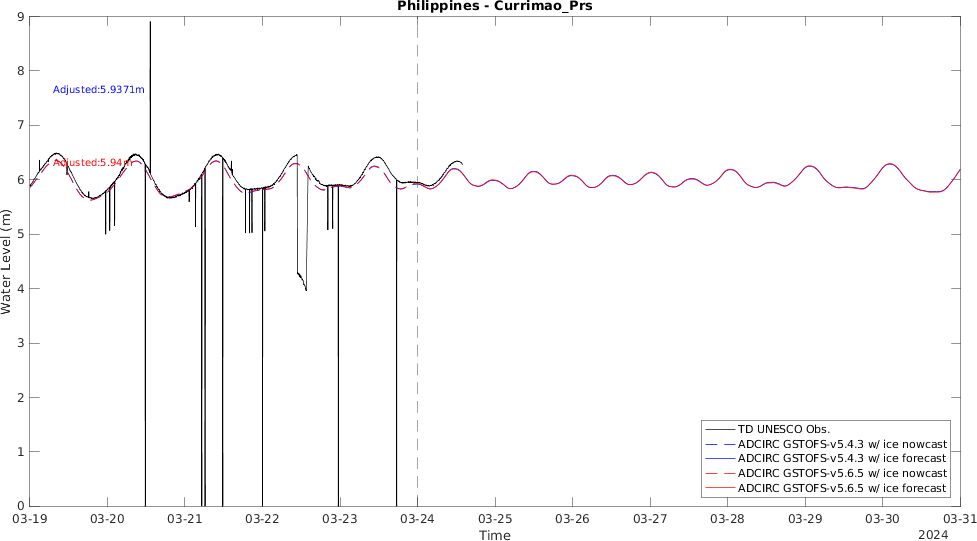 Philippines - Currimao_Prs
9
8
7
6
5
4
3
2
1
0
Water Level (m)
Adjusted:5.9371m
Adjusted:5.94m
TD UNESCO Obs.
ADCIRC GSTOFS-v5.4.3 w/ ice nowcast
ADCIRC GSTOFS-v5.4.3 w/ ice forecast
ADCIRC GSTOFS-v5.6.5 w/ ice nowcast
ADCIRC GSTOFS-v5.6.5 w/ ice forecast
03-19 03-20 03-21 03-22 03-23 03-24 03-25 03-26 03-27 03-28 03-29 03-30 03-31
Time
2024